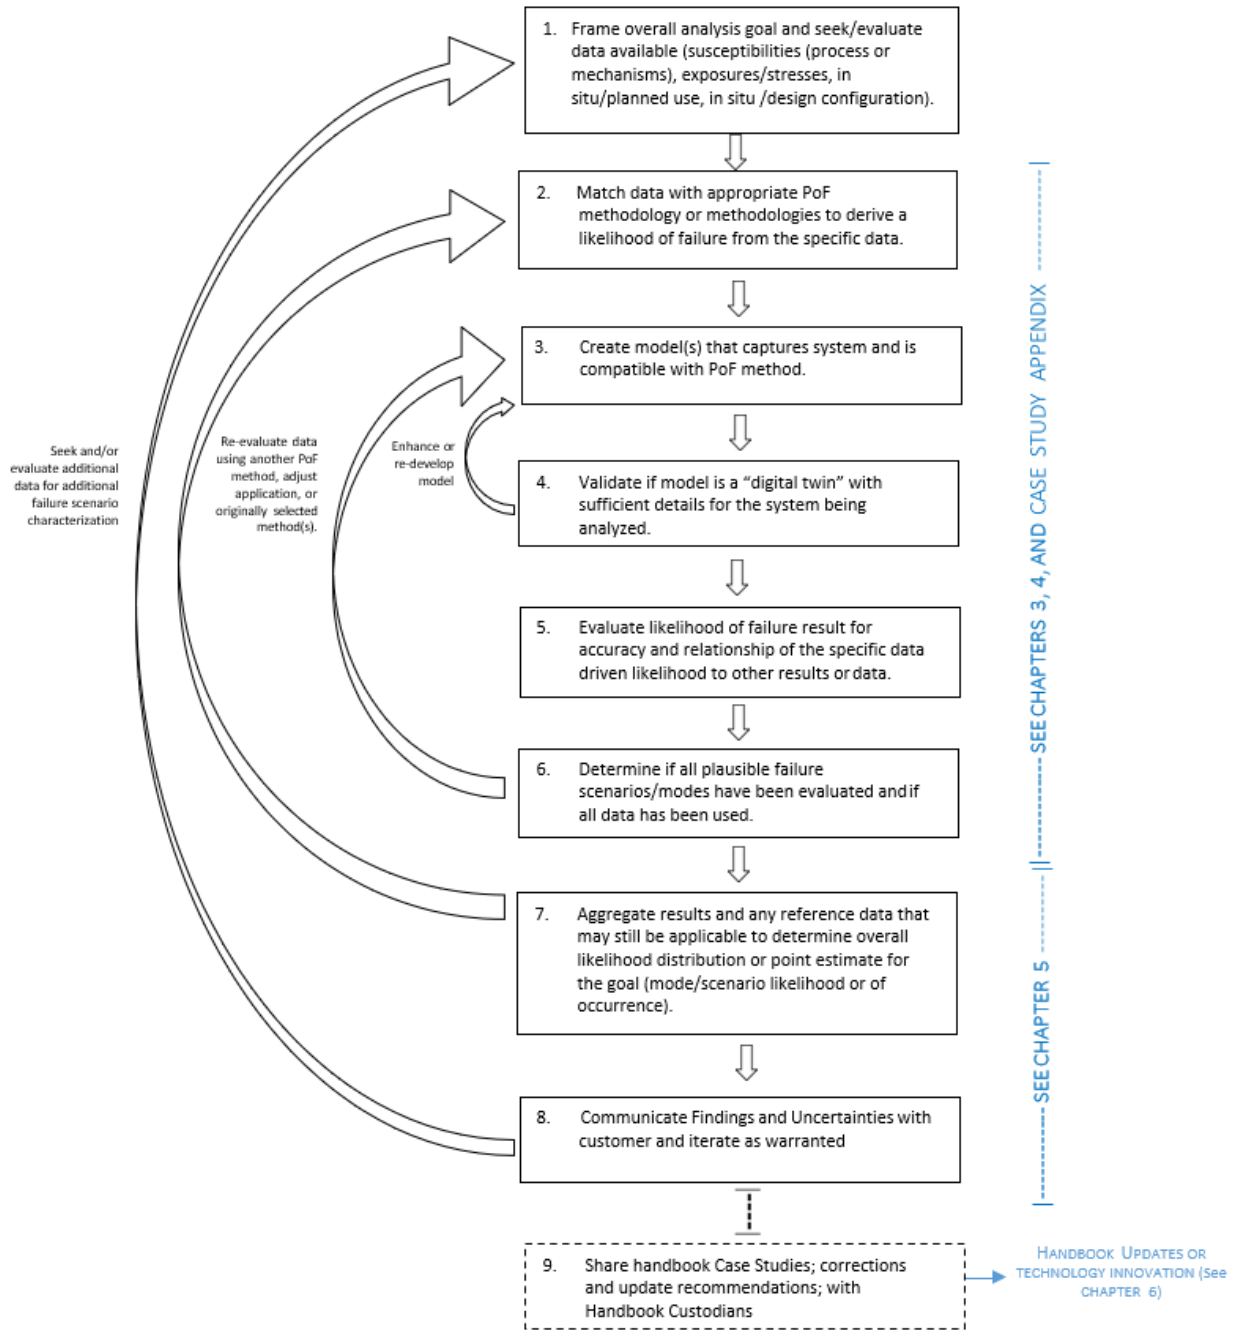 1. Frame overall analysis goal and seek/evaluate
data available (susceptibilities (process or
mechanisms), exposures/stresses, in
situ/planned use, in situ /design configuration).
2. Match data with appropriate PoF
methodology or methodologies to derive a
likelihood of failure from the specific data.
3. Create model(s) that captures system and is
compatible with PoF method.
Seek and/or
evaluate additional
data for additional
failure scenario
characterization
Re-evaluate data
using another PoF
method, adjust
application, or
originally selected
method(s).
Enhance or
re-develop
model
4. Validate if model is a “digital twin” with
sufficient details for the system being
analyzed.
5. Evaluate likelihood of failure result for
accuracy and relationship of the specific data
driven likelihood to other results or data.
6. Determine if all plausible failure
scenarios/modes have been evaluated and if
all data has been used.
SEE CHAPTERS 3, 4, AND CASE STUDY APPENDIX
7. Aggregate results and any reference data that
may still be applicable to determine overall
likelihood distribution or point estimate for
the goal (mode/scenario likelihood or of
occurrence).
8. Communicate Findings and Uncertainties with
customer and iterate as warranted
SEE CHAPTER 5
9. Share handbook Case Studies; corrections
and update recommendations; with
Handbook Custodians
HANDBOOK UPDATES OR
TECHNOLOGY INNOVATION (See
CHAPTER 6)